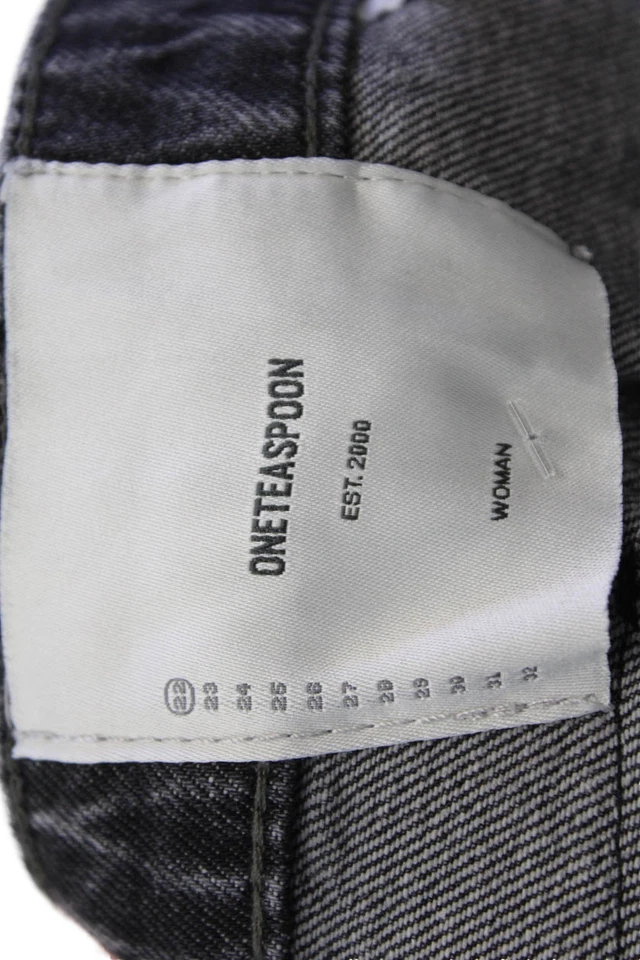 ONETEASPOON
EST. 2000
WOMAN
22 23 24 25 26 27 28 29 30 31 32